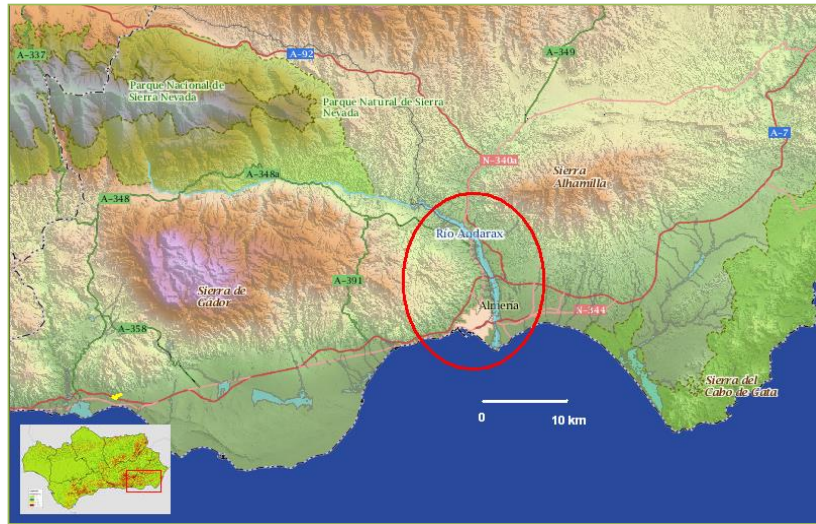 A-337
A-92
A-349
Parque Nacional de
Sierra Nevada
Parque Natural de Sierra
Nevada
A-7
N-340a
Sierra
Alhamilla
A-348a
A-348
Río Andarax
Sierra de
Gádor
A-391
Almería
N-344
A-358
Sierra del
Cabo de Gata
0
10 km